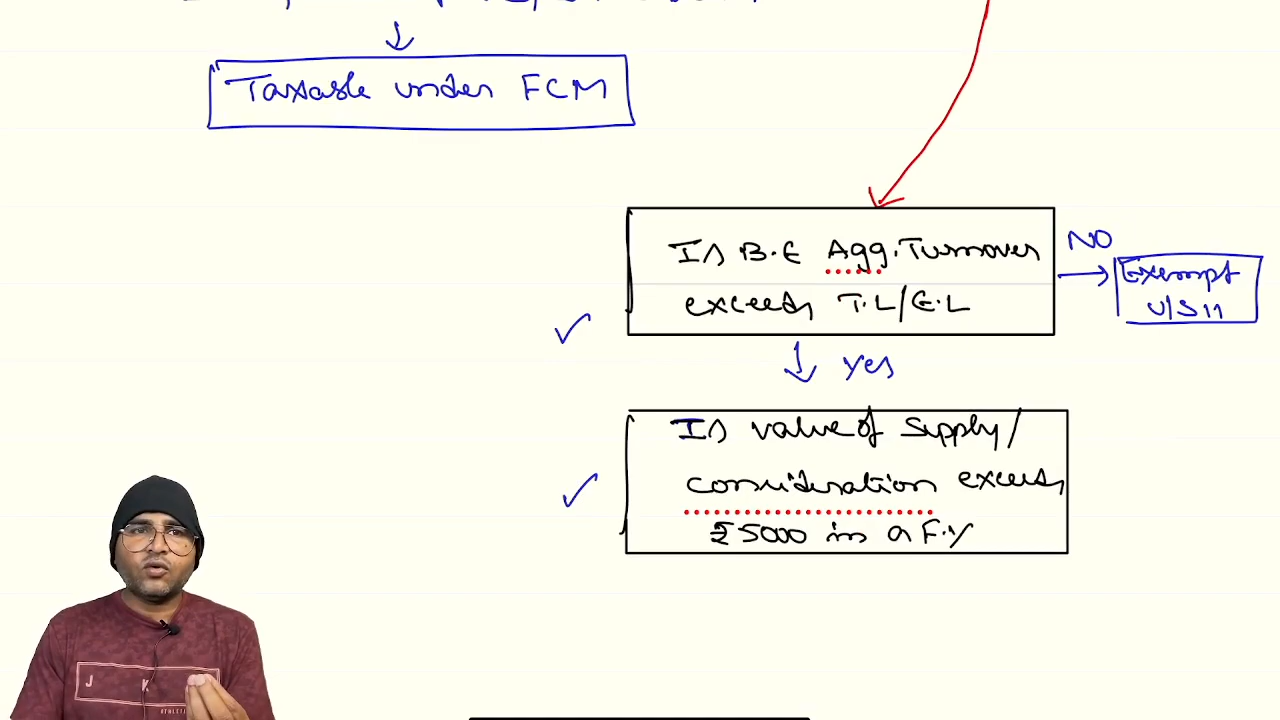 Taxable under FCM
Is B.E Agg. Turnover
exceeds T.L/E.L
NO
Exempt
U/S 11
Yes
Is value of Supply/
consideration exceeds
₹5000 in a F.Y
J K
ATHLETI